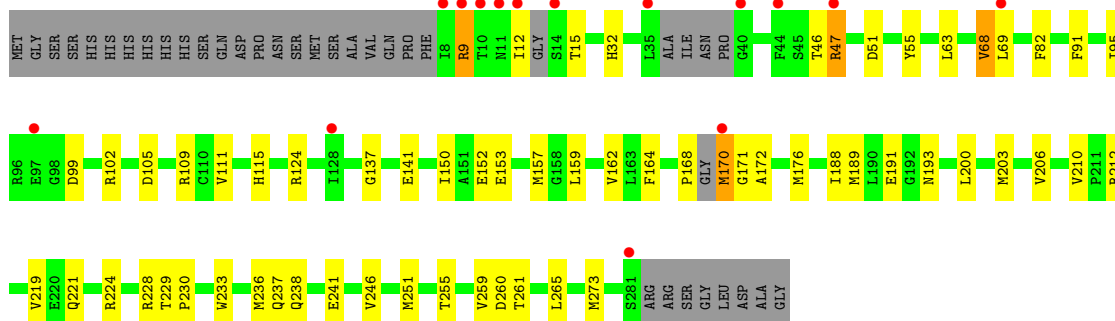 MET GLY SER SER HIS HIS HIS HIS HIS HIS SER GLN ASP PRO ASN SER MET SER ALA VAL GLN PRO PHE I8 R9 T10 N11 I12 GLY S14 T15 H32 L35 ALA ILE ASN PRO G40 F44 S45 T46 R47 D51 Y55 L63 V68 L69 F82 F91 I95
R96 E97 G98 D99 R102 D105 R109 C110 V111 H115 R124 I128 G137 E141 I150 A151 E152 E153 M157 G158 L159 V162 L163 F164 P168 GLY M170 G171 A172 M176 I188 M189 L190 E191 G192 N193 L200 M203 V206 V210 P211 R212
V219 E220 Q221 R224 R228 T229 P230 W233 M236 Q237 Q238 E241 V246 M251 T255 V259 D260 T261 L265 M273 S281 ARG ARG SER GLY LEU ASP ALA GLY